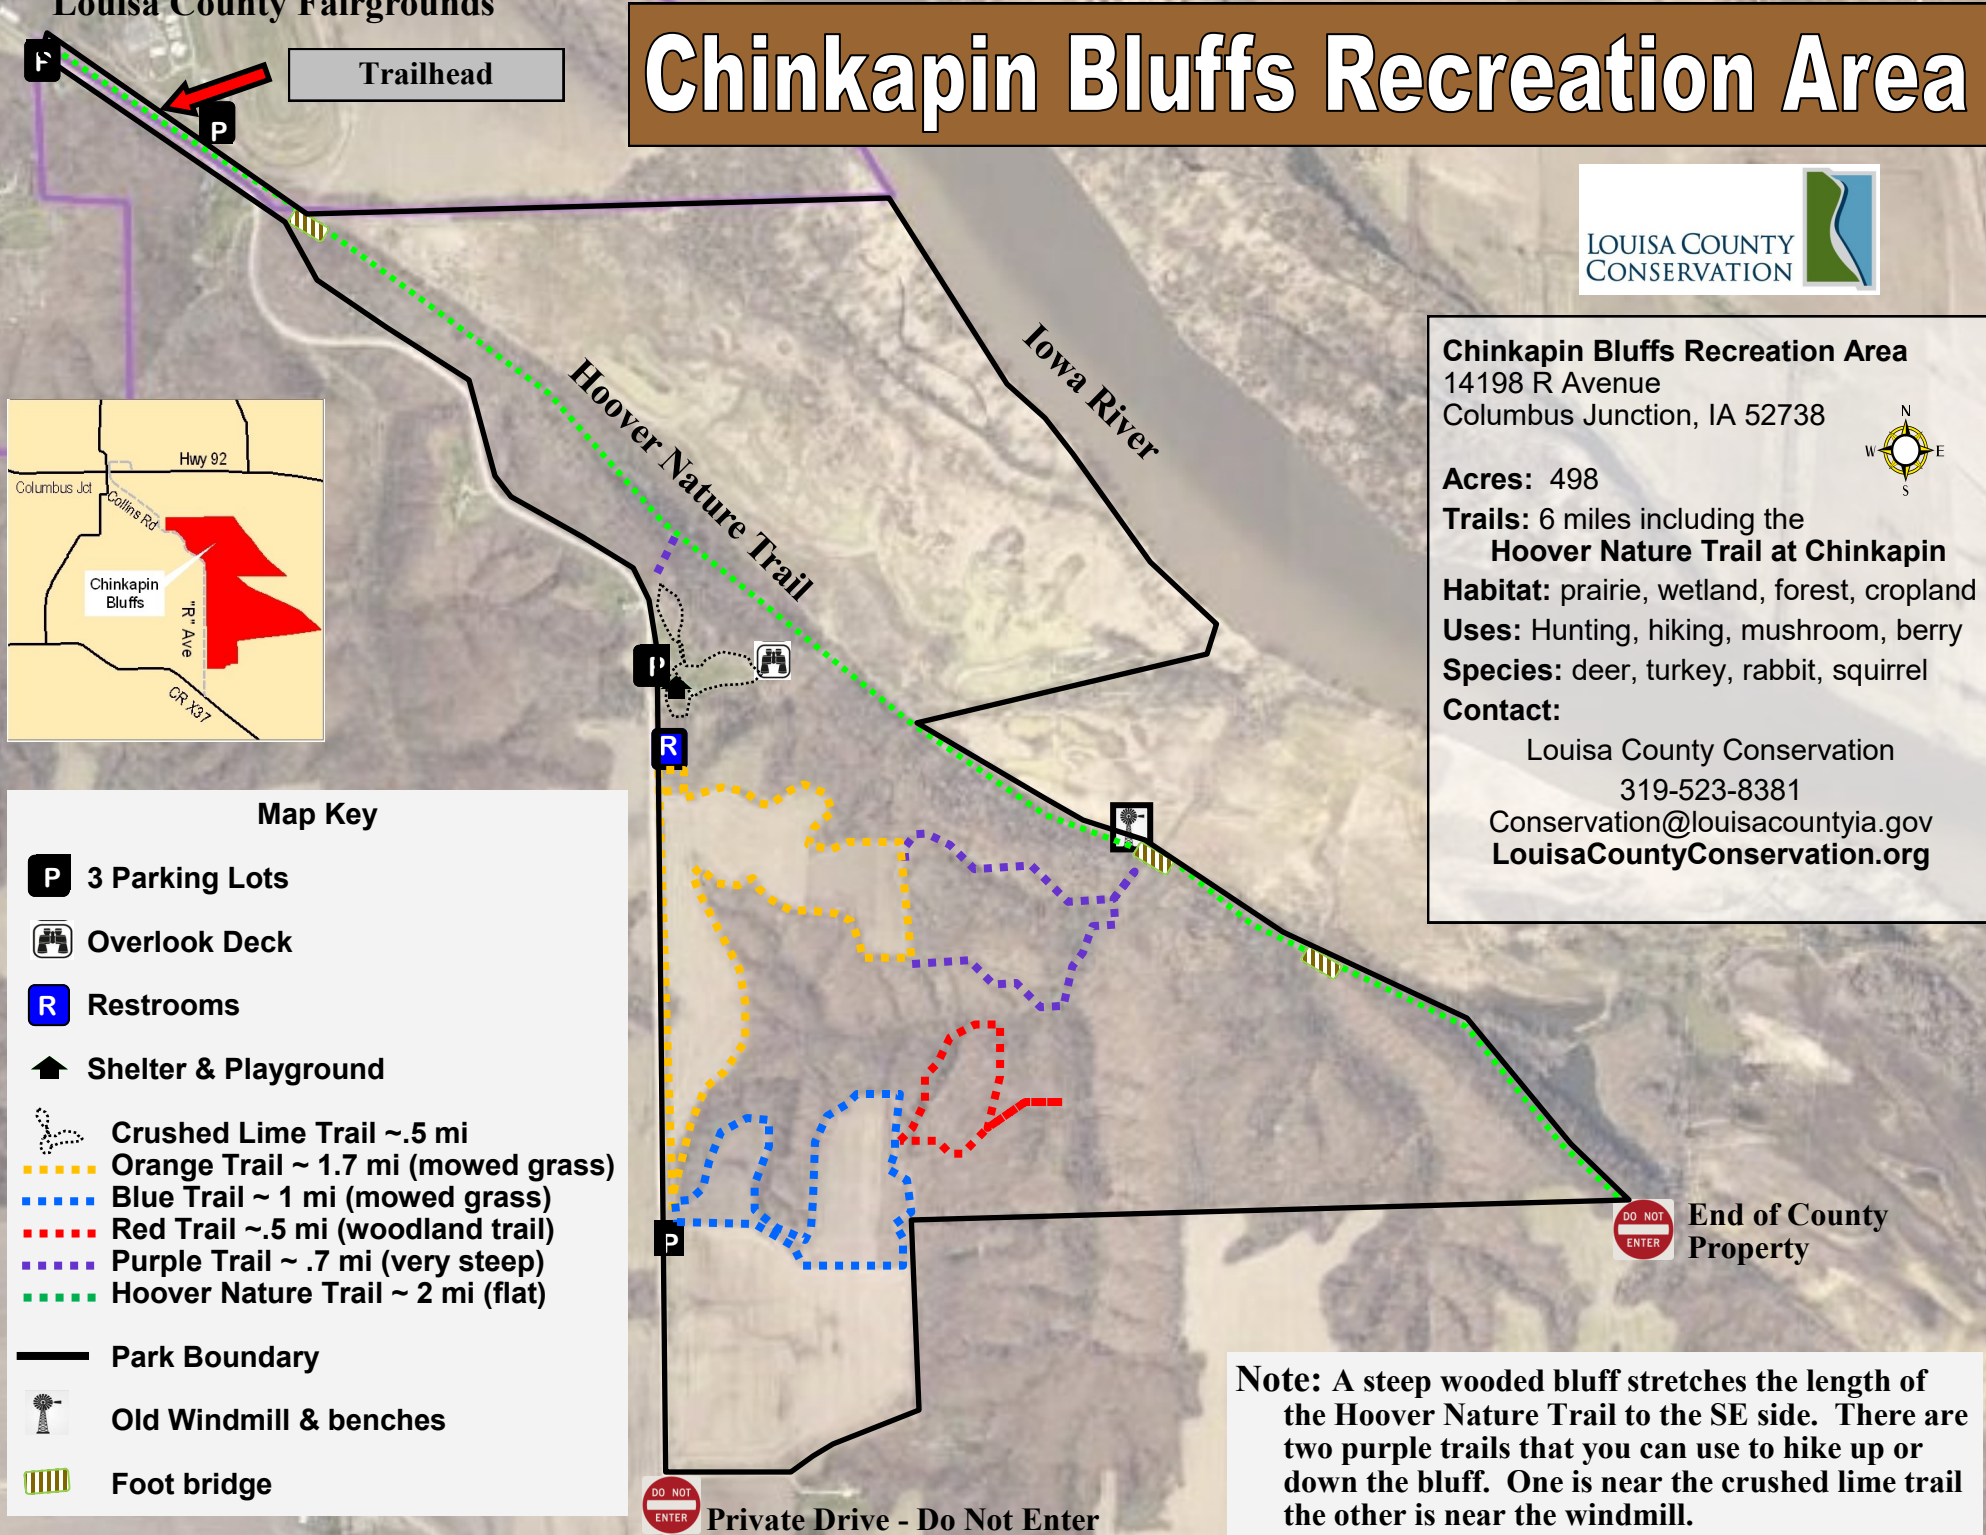 Louisa County Fairgrounds
P
Trailhead
P
Chinkapin Bluffs Recreation Area
LOUISA COUNTY
CONSERVATION
Iowa River
Hoover Nature Trail
Chinkapin Bluffs Recreation Area
14198 R Avenue
Columbus Junction, IA 52738
N
W E
S
Acres: 498
Trails: 6 miles including the
Hoover Nature Trail at Chinkapin
Habitat: prairie, wetland, forest, cropland
Uses: Hunting, hiking, mushroom, berry
Species: deer, turkey, rabbit, squirrel
Contact:
Louisa County Conservation
319-523-8381
Conservation@louisacountyia.gov
LouisaCountyConservation.org
Hwy 92
Columbus Jct
Collins Rd
Chinkapin
Bluffs
"R" Ave
CR X37
P
R
P
Map Key
P 3 Parking Lots
Overlook Deck
R Restrooms
Shelter & Playground
Crushed Lime Trail ~.5 mi
Orange Trail ~ 1.7 mi (mowed grass)
Blue Trail ~ 1 mi (mowed grass)
Red Trail ~.5 mi (woodland trail)
Purple Trail ~ .7 mi (very steep)
Hoover Nature Trail ~ 2 mi (flat)
Park Boundary
Old Windmill & benches
Foot bridge
DO NOT
ENTER
End of County
Property
DO NOT
ENTER
Private Drive - Do Not Enter
Note: A steep wooded bluff stretches the length of
the Hoover Nature Trail to the SE side. There are
two purple trails that you can use to hike up or
down the bluff. One is near the crushed lime trail
the other is near the windmill.